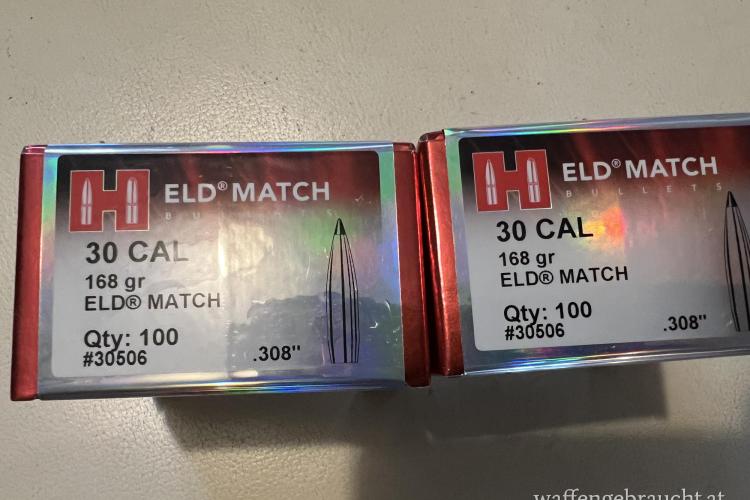 H ELD® MATCH
BULLETS
30 CAL
168 gr
ELD® MATCH
Qty: 100
#30506
.308"
H ELD® MATCH
BULLETS
30 CAL
168 gr
ELD® MATCH
Qty: 100
#30506
.308"
waffengebraucht.at